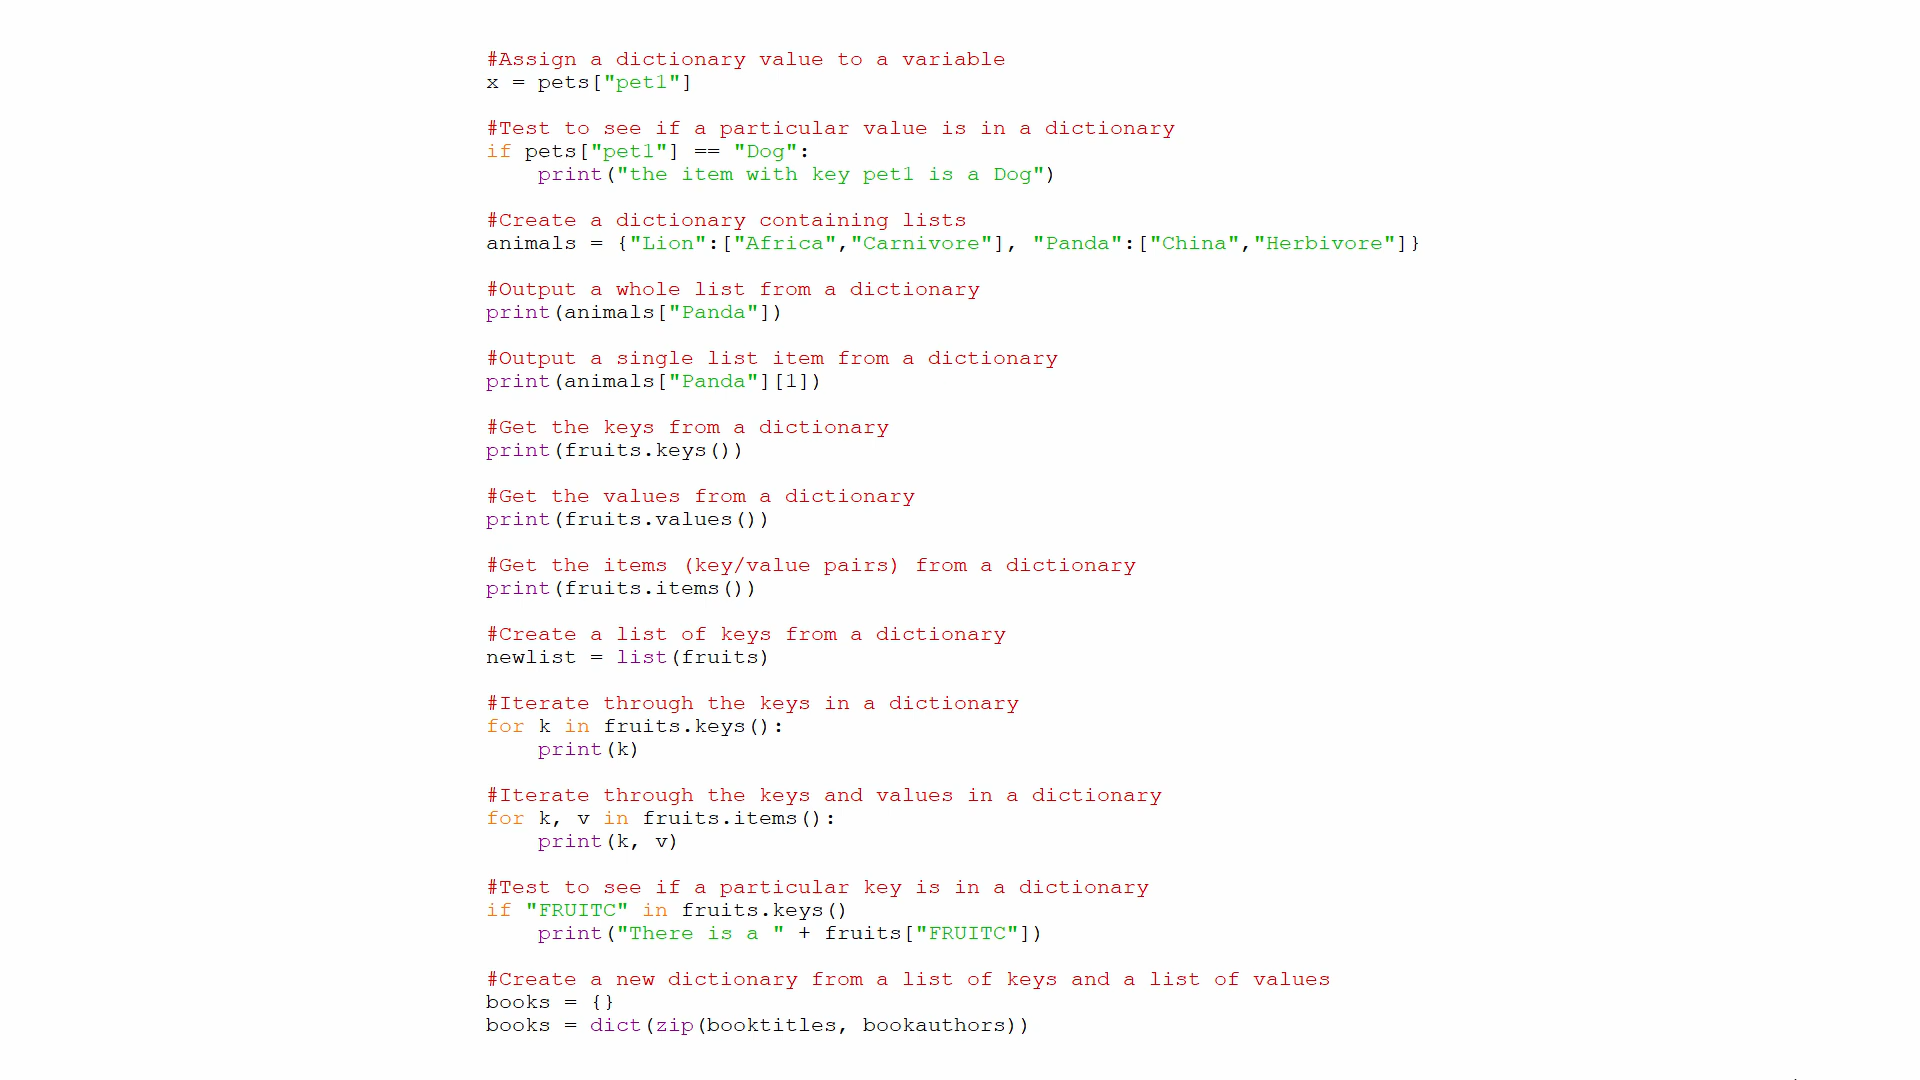 #Assign a dictionary value to a variable
x = pets["pet1"]
#Test to see if a particular value is in a dictionary
if pets["pet1"] == "Dog":
    print("the item with key pet1 is a Dog")
#Create a dictionary containing lists
animals = {"Lion":["Africa","Carnivore"], "Panda":["China","Herbivore"]}
#Output a whole list from a dictionary
print(animals["Panda"])
#Output a single list item from a dictionary
print(animals["Panda"][1])
#Get the keys from a dictionary
print(fruits.keys())
#Get the values from a dictionary
print(fruits.values())
#Get the items (key/value pairs) from a dictionary
print(fruits.items())
#Create a list of keys from a dictionary
newlist = list(fruits)
#Iterate through the keys in a dictionary
for k in fruits.keys():
    print(k)
#Iterate through the keys and values in a dictionary
for k, v in fruits.items():
    print(k, v)
#Test to see if a particular key is in a dictionary
if "FRUITC" in fruits.keys()
    print("There is a " + fruits["FRUITC"])
#Create a new dictionary from a list of keys and a list of values
books = {}
books = dict(zip(booktitles, bookauthors))